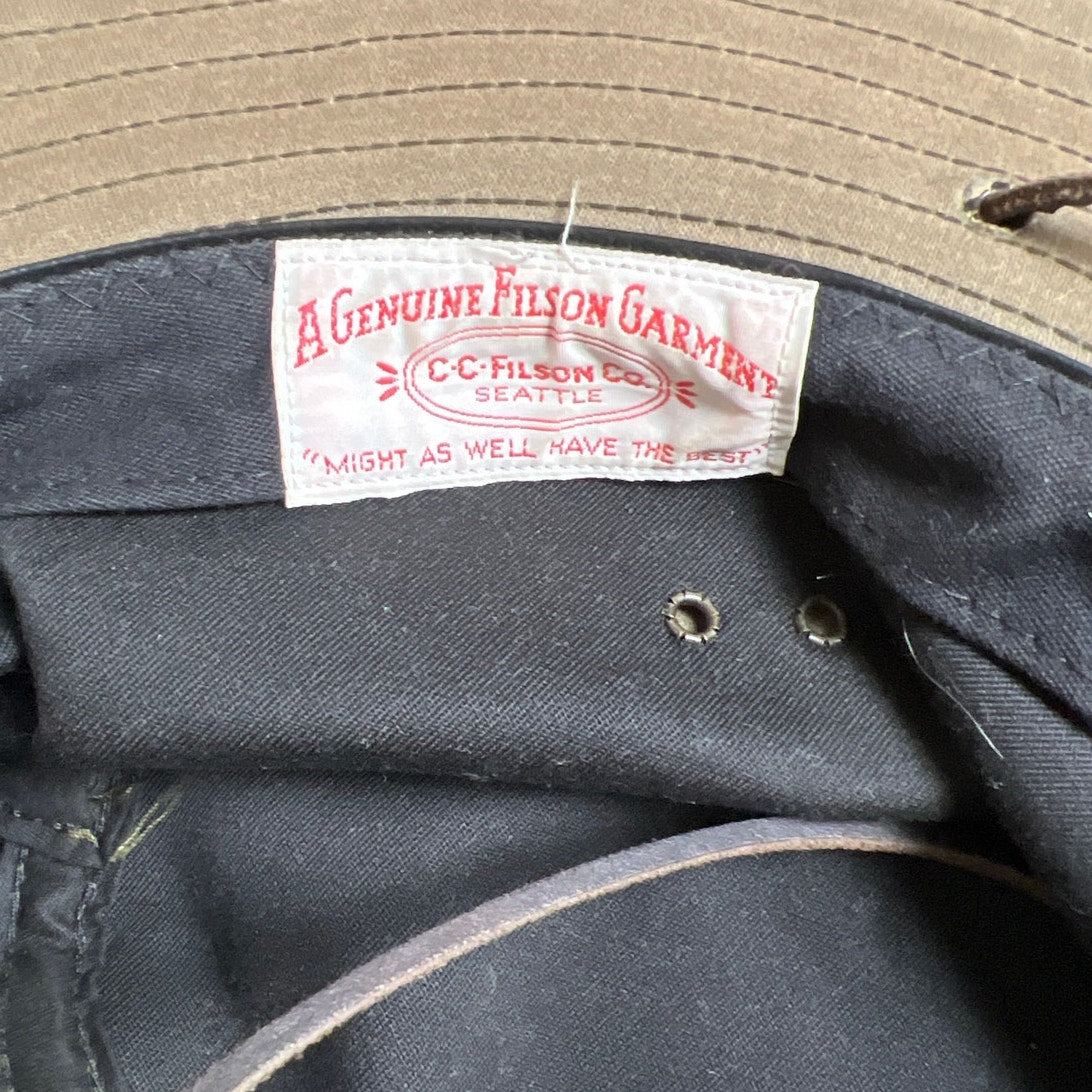 A GENUINE FILSON GARMENT
C·C·FILSON CO.
SEATTLE
"MIGHT AS WELL HAVE THE BEST"